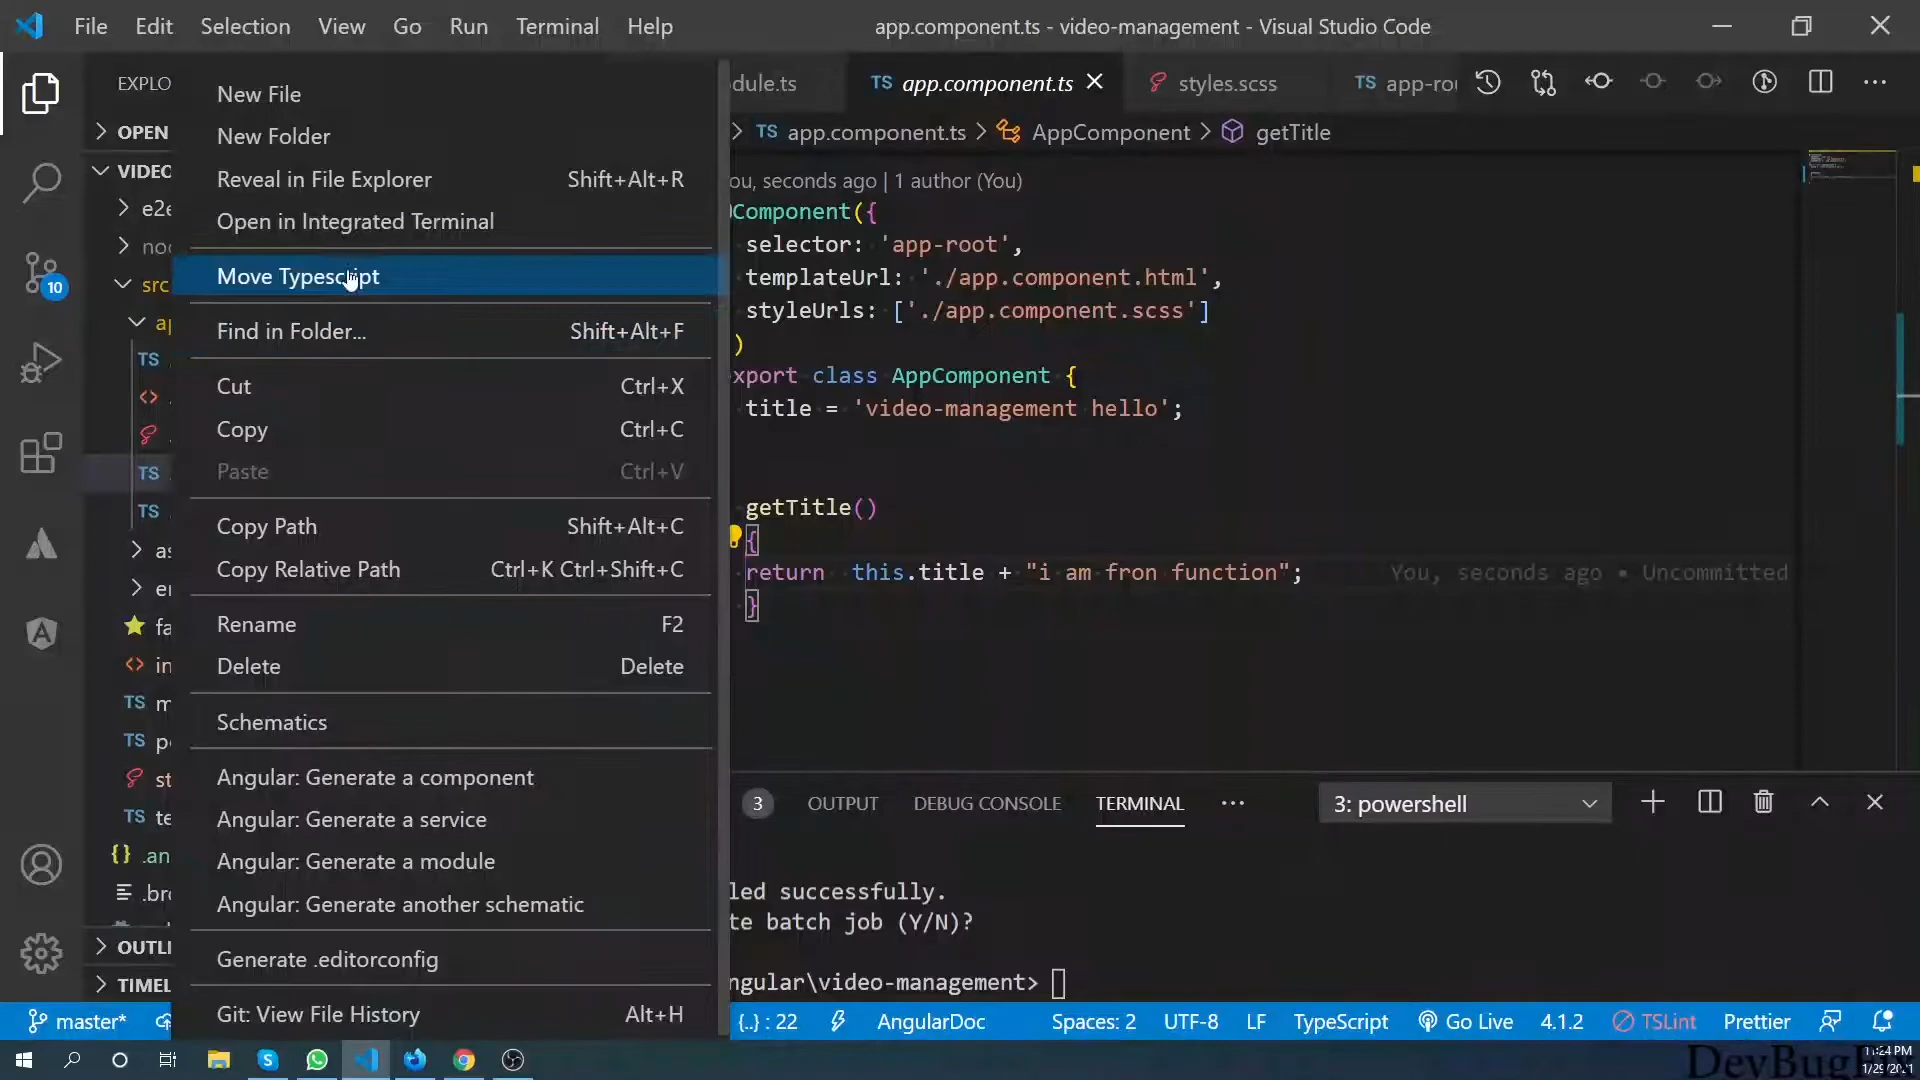 File Edit Selection View Go Run Terminal Help
app.component.ts - video-management - Visual Studio Code
EXPLO
OPEN
VIDEO
src
10
New File
New Folder
Reveal in File Explorer Shift+Alt+R
Open in Integrated Terminal
Move Typescript
Find in Folder... Shift+Alt+F
Cut Ctrl+X
Copy Ctrl+C
Paste Ctrl+V
Copy Path Shift+Alt+C
Copy Relative Path Ctrl+K Ctrl+Shift+C
Rename F2
Delete Delete
Schematics
Angular: Generate a component
Angular: Generate a service
Angular: Generate a module
Angular: Generate another schematic
Generate .editorconfig
Git: View File History Alt+H
OUTLI
TIMEL
dule.ts TS app.component.ts styles.scss TS app-rou
TS app.component.ts AppComponent getTitle
ou, seconds ago | 1 author (You)
Component({
selector: 'app-root',
templateUrl: './app.component.html',
styleUrls: ['./app.component.scss']
)
xport class AppComponent {
title = 'video-management hello';
getTitle()
{
return this.title + "i am fron function"; You, seconds ago • Uncommitted
}
3 OUTPUT DEBUG CONSOLE TERMINAL 3: powershell
led successfully.
te batch job (Y/N)?
ngular\video-management>
master* {..} : 22 AngularDoc Spaces: 2 UTF-8 LF TypeScript Go Live 4.1.2 TSLint Prettier
11:24 PM
DevBugFix